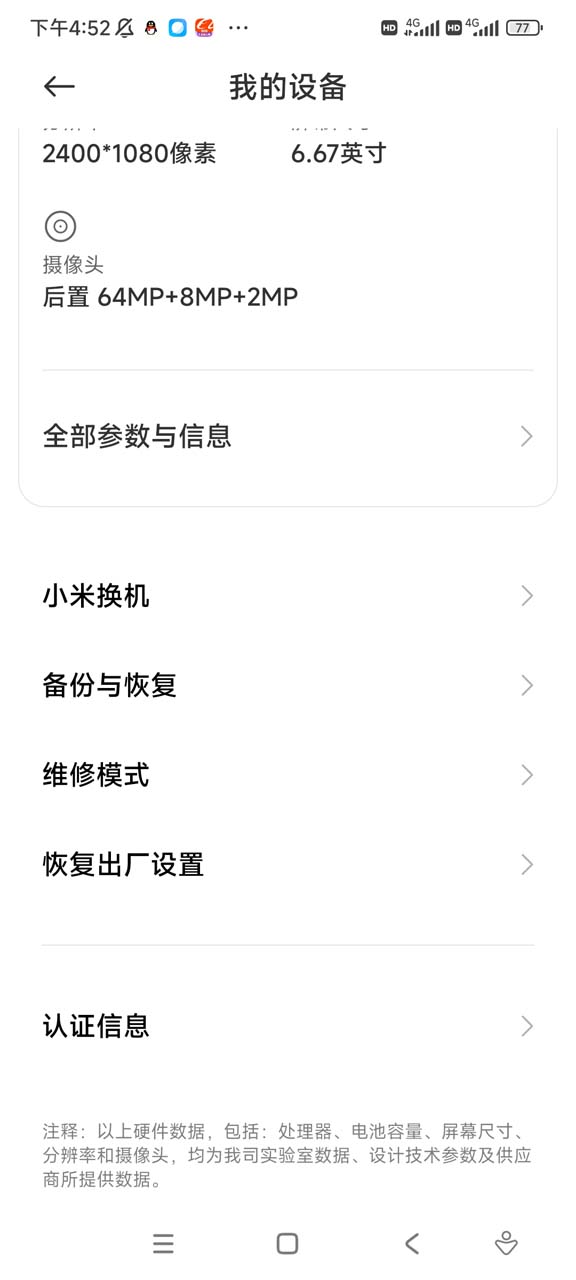 下午4:52
HD 4G HD 4G 77
我的设备
2400*1080像素
6.67英寸
摄像头
后置 64MP+8MP+2MP
全部参数与信息
小米换机
备份与恢复
维修模式
恢复出厂设置
认证信息
注释：以上硬件数据，包括：处理器、电池容量、屏幕尺寸、
分辨率和摄像头，均为我司实验室数据、设计技术参数及供应
商所提供数据。